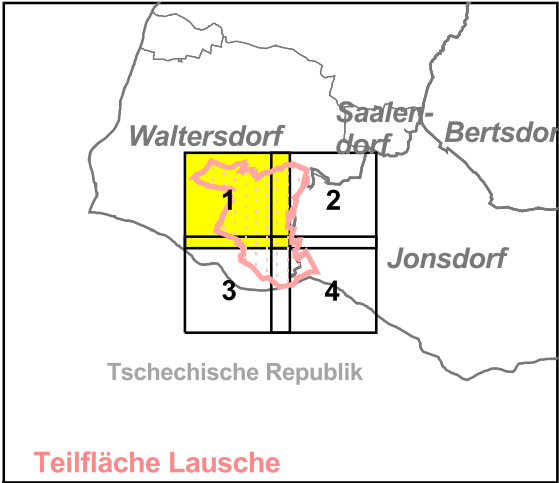 Saalen-
dorf
Waltersdorf
Bertsdor
1
2
Jonsdorf
3
4
Tschechische Republik
Teilfläche Lausche